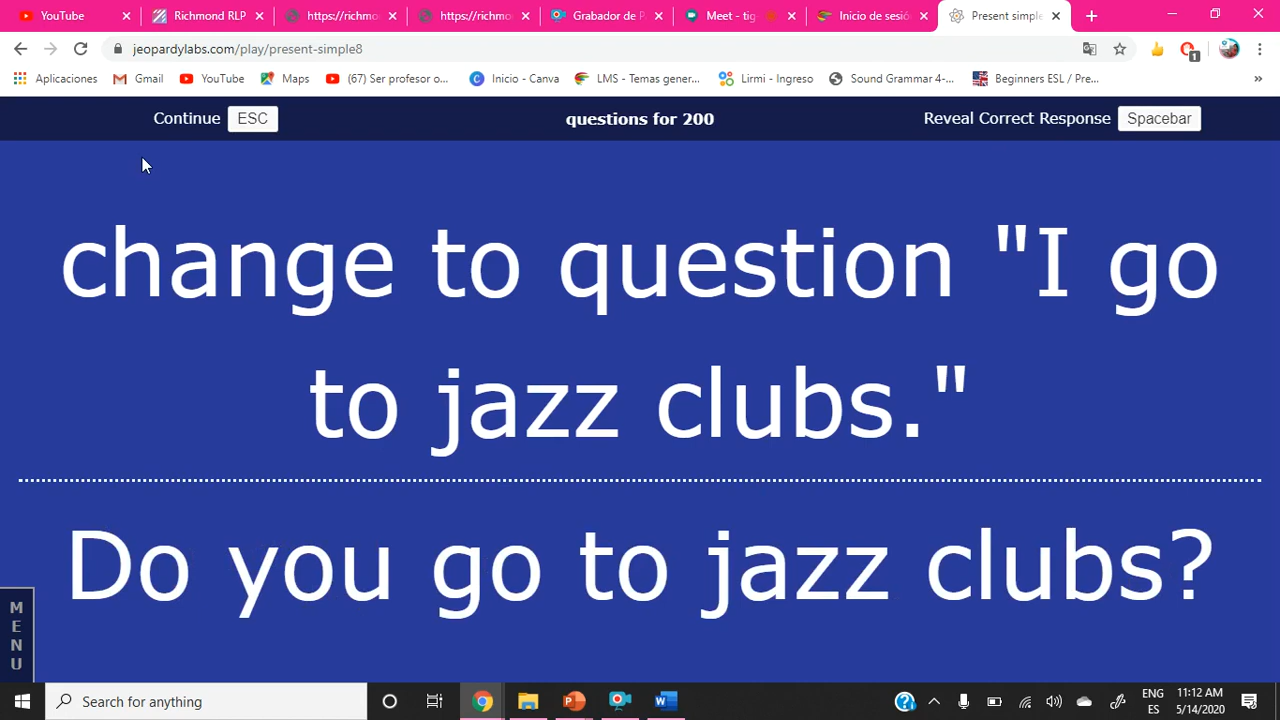 YouTube
Richmond RLP
https://richmo
https://richmo
Grabador de P
Meet - tig
Inicio de sesió
Present simple
jeopardylabs.com/play/present-simple8
Aplicaciones
Gmail
YouTube
Maps
(67) Ser profesor o...
Inicio - Canva
LMS - Temas gener...
Lirmi - Ingreso
Sound Grammar 4-...
Beginners ESL / Pre...
»
Continue ESC
questions for 200
Reveal Correct Response Spacebar
change to question "I go
to jazz clubs."
Do you go to jazz clubs?
MENU
Search for anything
ENG
ES
11:12 AM
5/14/2020